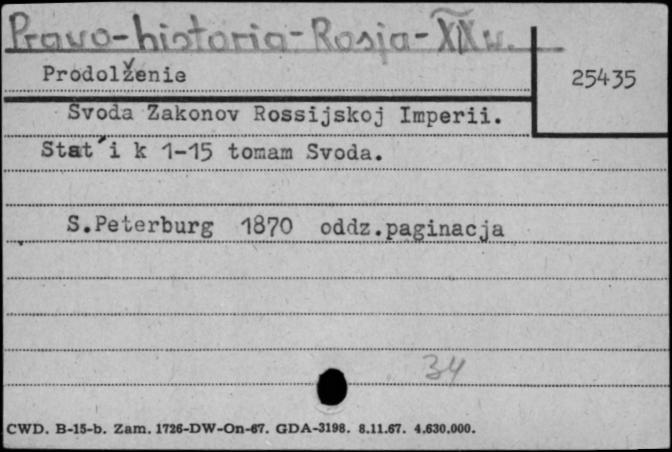 Prawo-historia-Rosja-XIXw.
Prodolženie
25435
Svoda Zakonov Rossijskoj Imperii.
Stat´i k 1-15 tomam Svoda.
S.Peterburg 1870 oddz.paginacja
34
CWD. B-15-b. Zam. 1726-DW-On-67. GDA-3198. 8.11.67. 4,630,000.